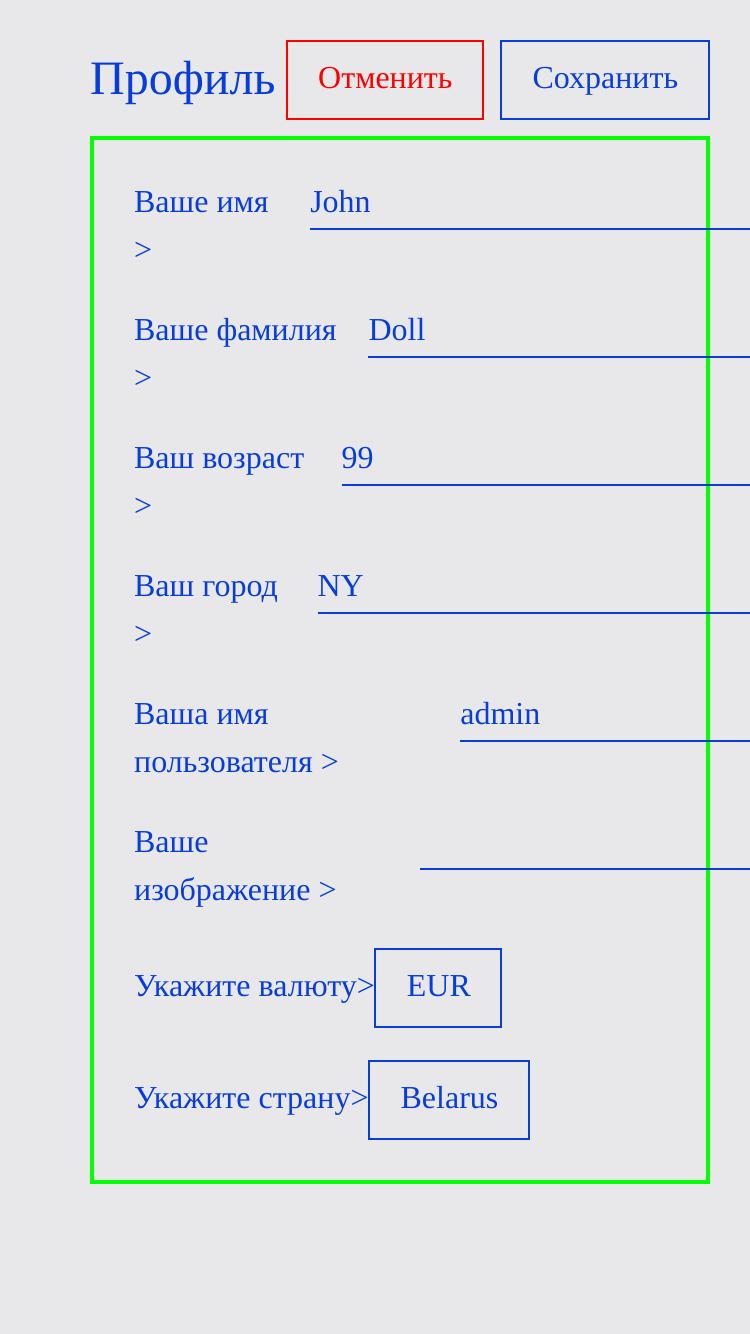 Профиль Отменить Сохранить
Ваше имя John
>
Ваше фамилия Doll
>
Ваш возраст 99
>
Ваш город NY
>
Ваша имя admin
пользователя >
Ваше
изображение >
Укажите валюту> EUR
Укажите страну> Belarus